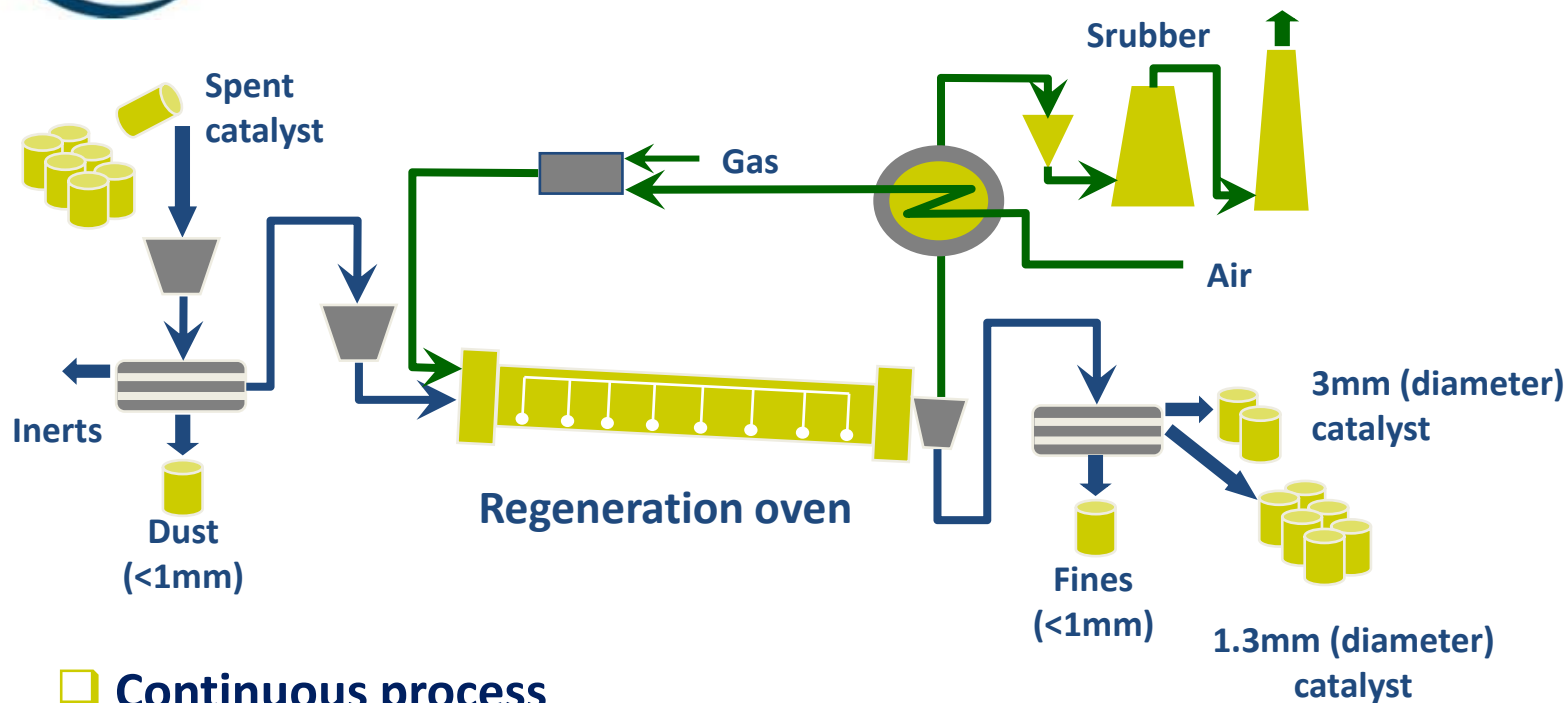 Srubber
Spent
catalyst
Gas
Air
Inerts
Dust
(<1mm)
Regeneration oven
3mm (diameter)
catalyst
Fines
(<1mm)
1.3mm (diameter)
catalyst
Continuous process